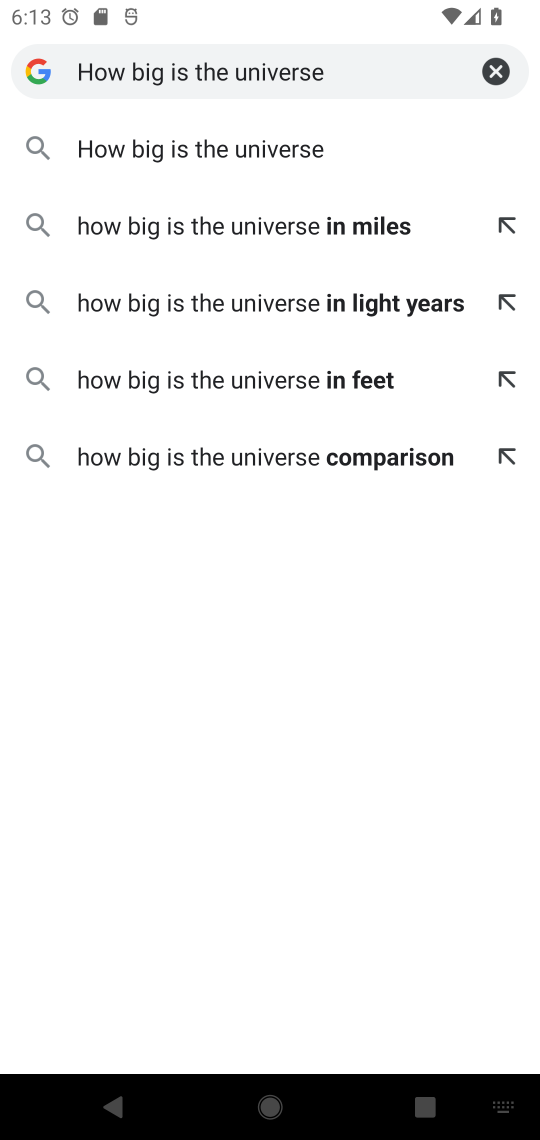 6:13
How big is the universe
How big is the universe
how big is the universe in miles
how big is the universe in light years
how big is the universe in feet
how big is the universe comparison